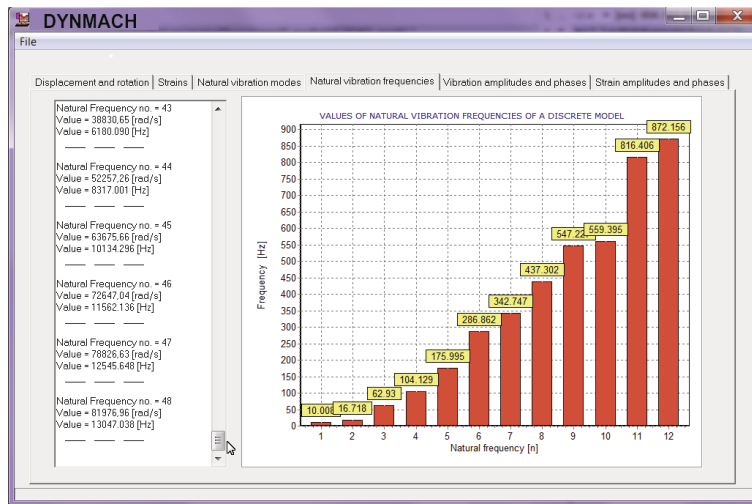 DYNMACH
File
Displacement and rotation
Strains
Natural vibration modes
Natural vibration frequencies
Vibration amplitudes and phases
Strain amplitudes and phases
Natural Frequency no. = 43
Value = 38830,65 [rad/s]
Value = 6180.090 [Hz]
Natural Frequency no. = 44
Value = 52257,26 [rad/s]
Value = 8317.001 [Hz]
Natural Frequency no. = 45
Value = 63675,66 [rad/s]
Value = 10134.296 [Hz]
Natural Frequency no. = 46
Value = 72647,04 [rad/s]
Value = 11562.136 [Hz]
Natural Frequency no. = 47
Value = 78826,63 [rad/s]
Value = 12545.648 [Hz]
Natural Frequency no. = 48
Value = 81976,96 [rad/s]
Value = 13047.038 [Hz]
VALUES OF NATURAL VIBRATION FREQUENCIES OF A DISCRETE MODEL
Frequency [Hz]
900
850
800
750
700
650
600
550
500
450
400
350
300
250
200
150
100
50
0
10.008
16.718
62.93
104.129
175.995
286.862
342.747
437.302
547.22
559.395
816.406
872.156
1 2 3 4 5 6 7 8 9 10 11 12
Natural frequency [n]